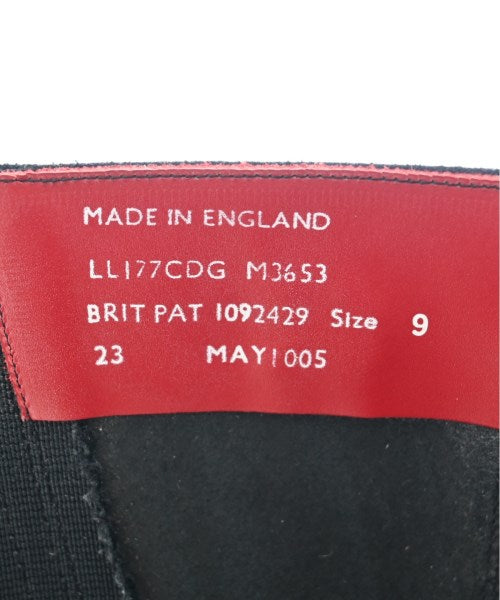 MADE IN ENGLAND
LL177CDG M3653
BRIT PAT 1092429 Size 9
23 MAY1005